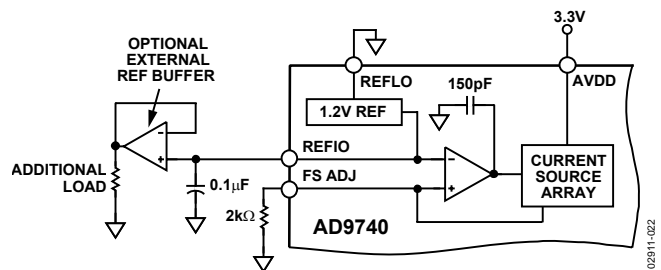 OPTIONAL
EXTERNAL
REF BUFFER
ADDITIONAL
LOAD
0.1µF
2kΩ
REFLO
1.2V REF
REFIO
FS ADJ
150pF
3.3V
AVDD
CURRENT
SOURCE
ARRAY
AD9740
02911-022